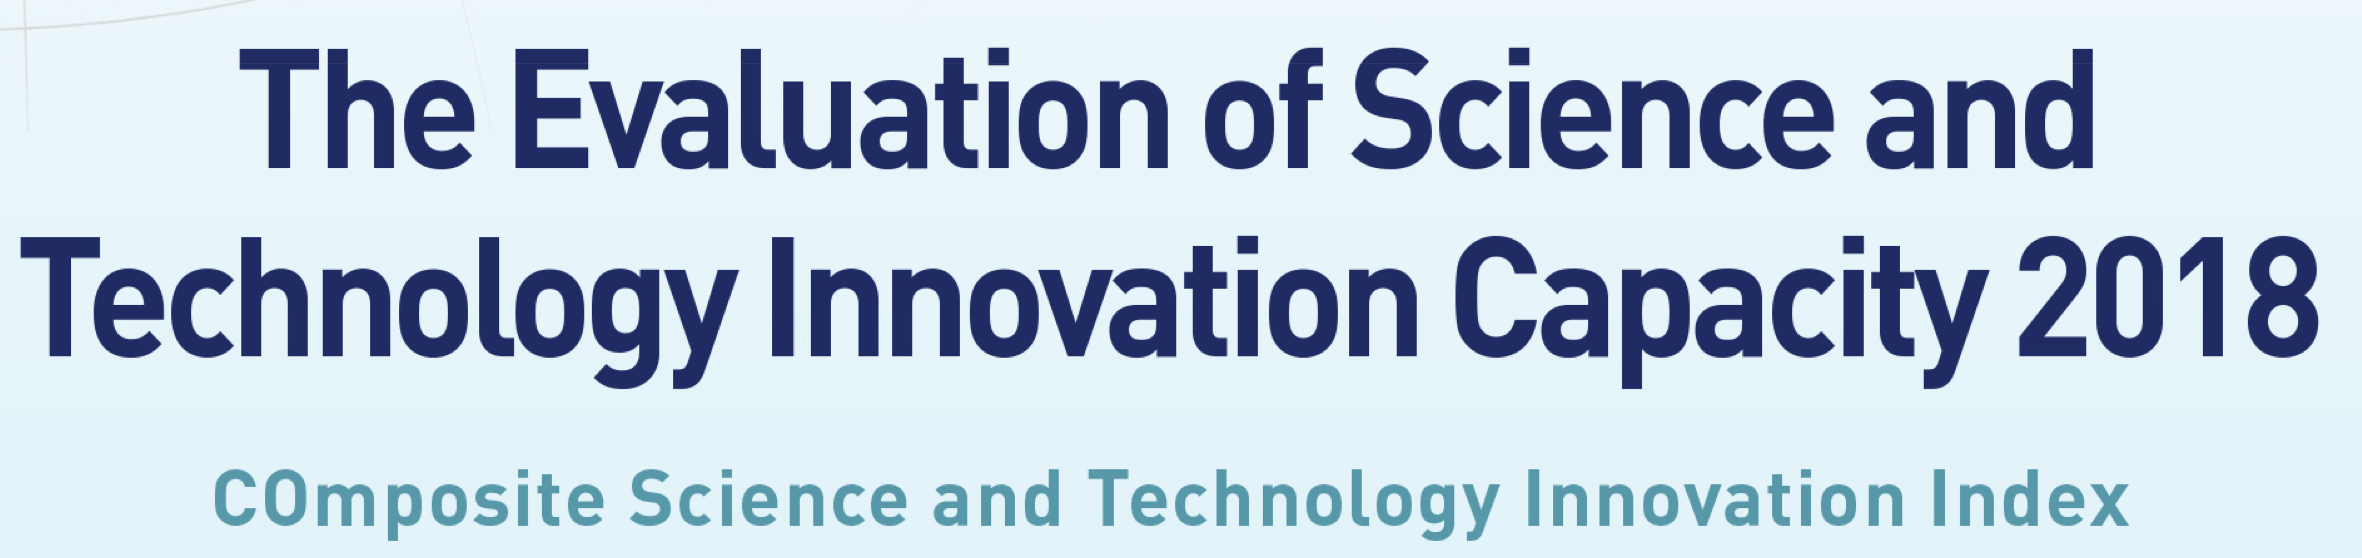 The Evaluation of Science and
Technology Innovation Capacity 2018
COmposite Science and Technology Innovation Index